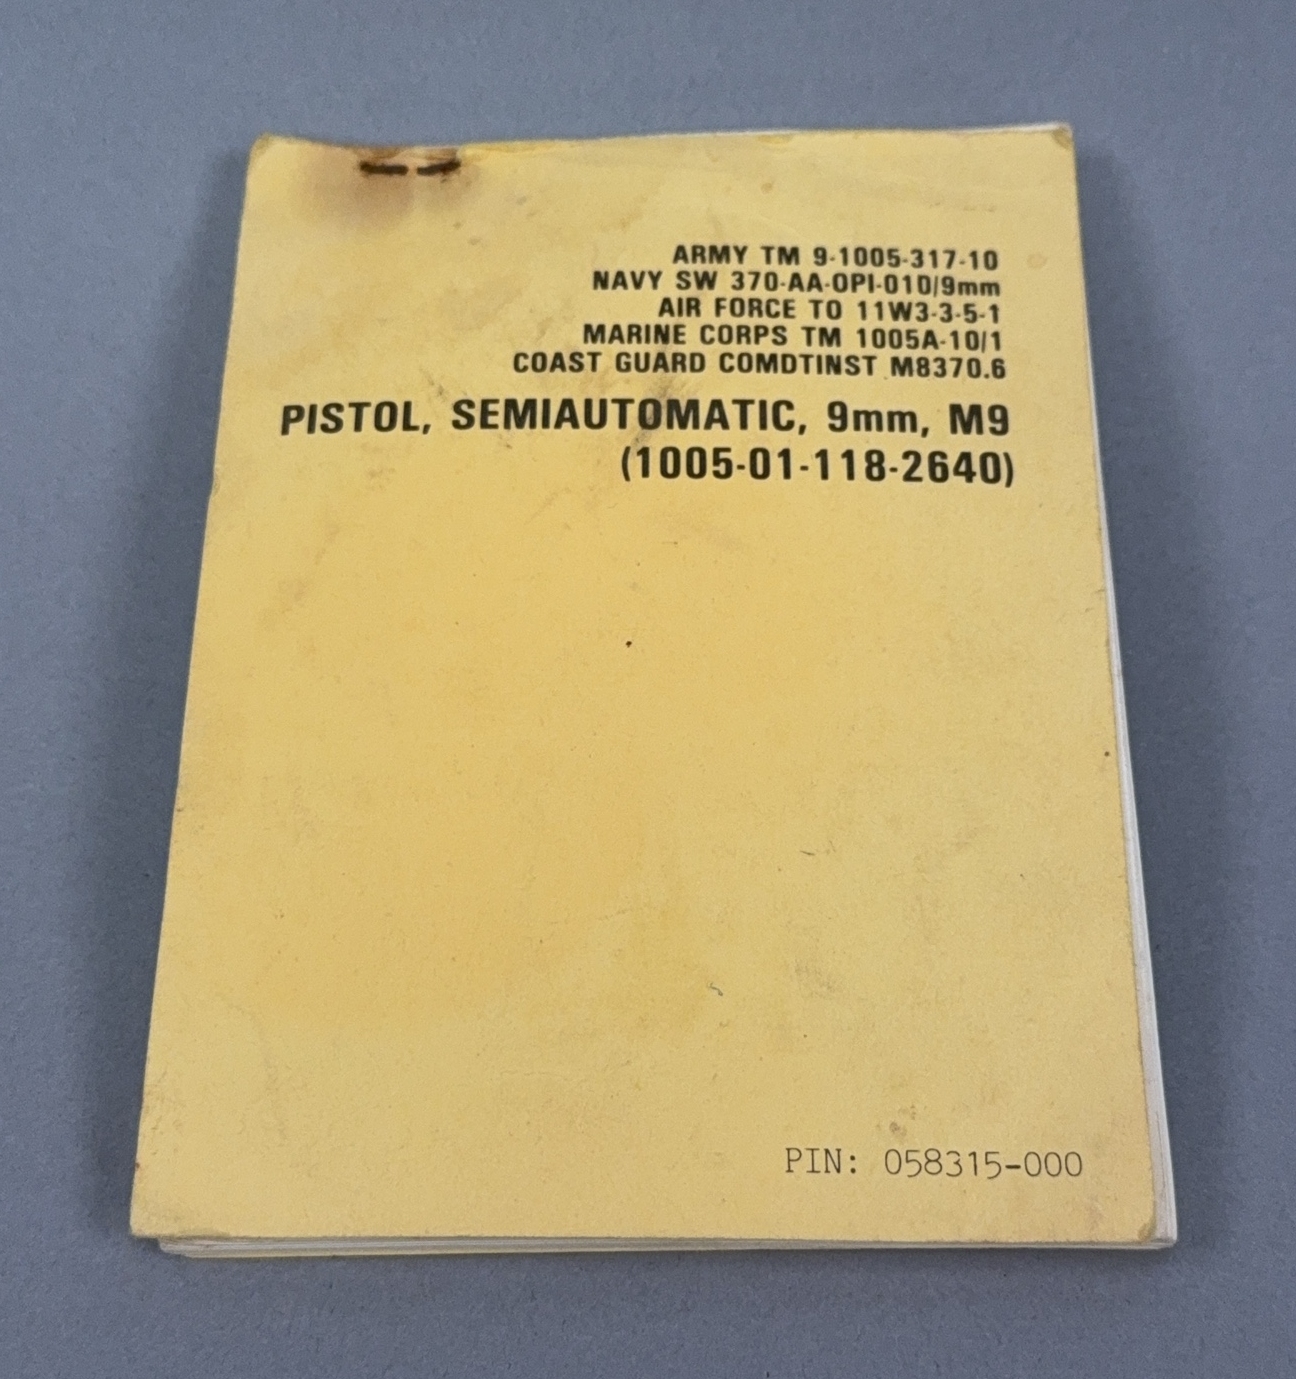 ARMY TM 9-1005-317-10
NAVY SW 370-AA-OPI-010/9mm
AIR FORCE TO 11W3-3-5-1
MARINE CORPS TM 1005A-10/1
COAST GUARD COMDTINST M8370.6
PISTOL, SEMIAUTOMATIC, 9mm, M9
(1005-01-118-2640)
PIN: 058315-000